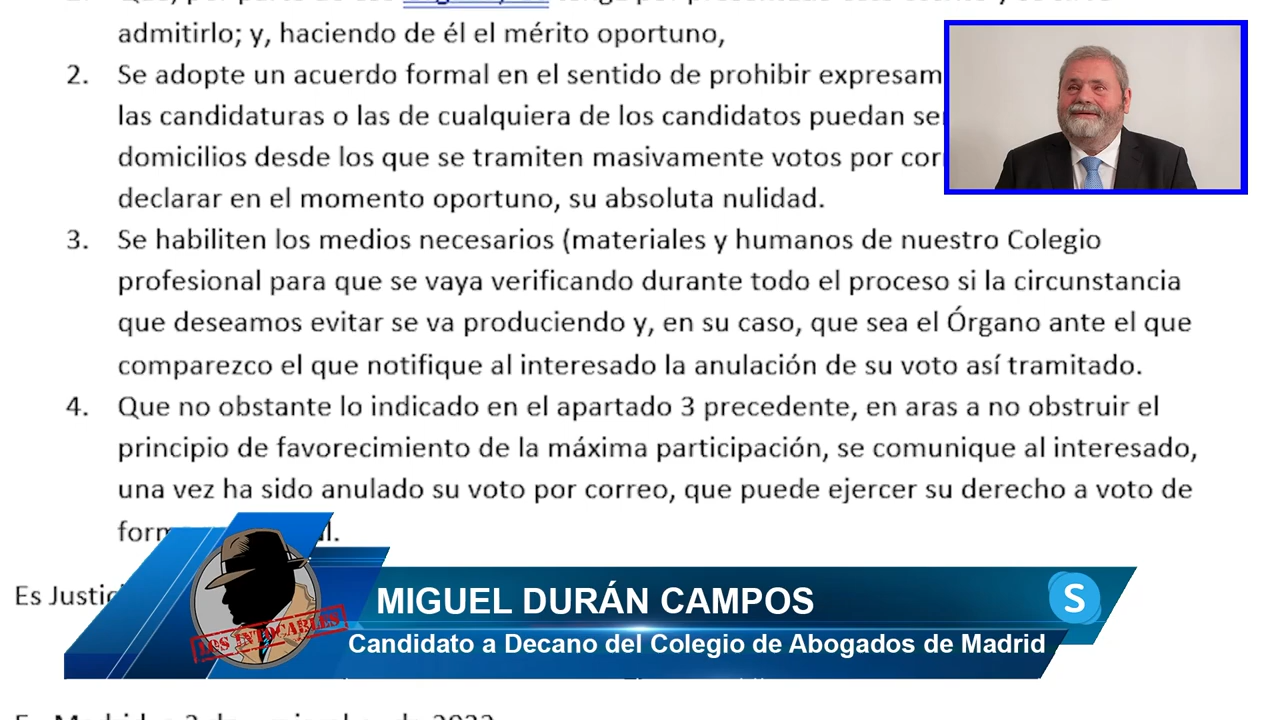 admitirlo; y, haciendo de él el mérito oportuno,
2. Se adopte un acuerdo formal en el sentido de prohibir expresam
las candidaturas o las de cualquiera de los candidatos puedan ser
domicilios desde los que se tramiten masivamente votos por cor
declarar en el momento oportuno, su absoluta nulidad.
3. Se habiliten los medios necesarios (materiales y humanos de nuestro Colegio
profesional para que se vaya verificando durante todo el proceso si la circunstancia
que deseamos evitar se va produciendo y, en su caso, que sea el Órgano ante el que
comparezco el que notifique al interesado la anulación de su voto así tramitado.
4. Que no obstante lo indicado en el apartado 3 precedente, en aras a no obstruir el
principio de favorecimiento de la máxima participación, se comunique al interesado,
una vez ha sido anulado su voto por correo, que puede ejercer su derecho a voto de
Es Justic
LOS INTOCABLES
MIGUEL DURÁN CAMPOS
S
Candidato a Decano del Colegio de Abogados de Madrid